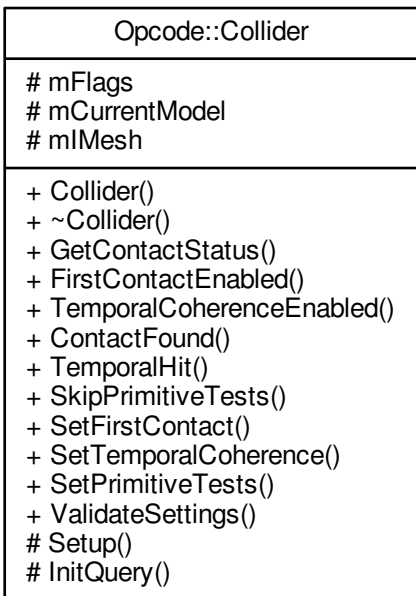 Opcode::Collider
# mFlags
# mCurrentModel
# mIMesh
+ Collider()
+ ~Collider()
+ GetContactStatus()
+ FirstContactEnabled()
+ TemporalCoherenceEnabled()
+ ContactFound()
+ TemporalHit()
+ SkipPrimitiveTests()
+ SetFirstContact()
+ SetTemporalCoherence()
+ SetPrimitiveTests()
+ ValidateSettings()
# Setup()
# InitQuery()